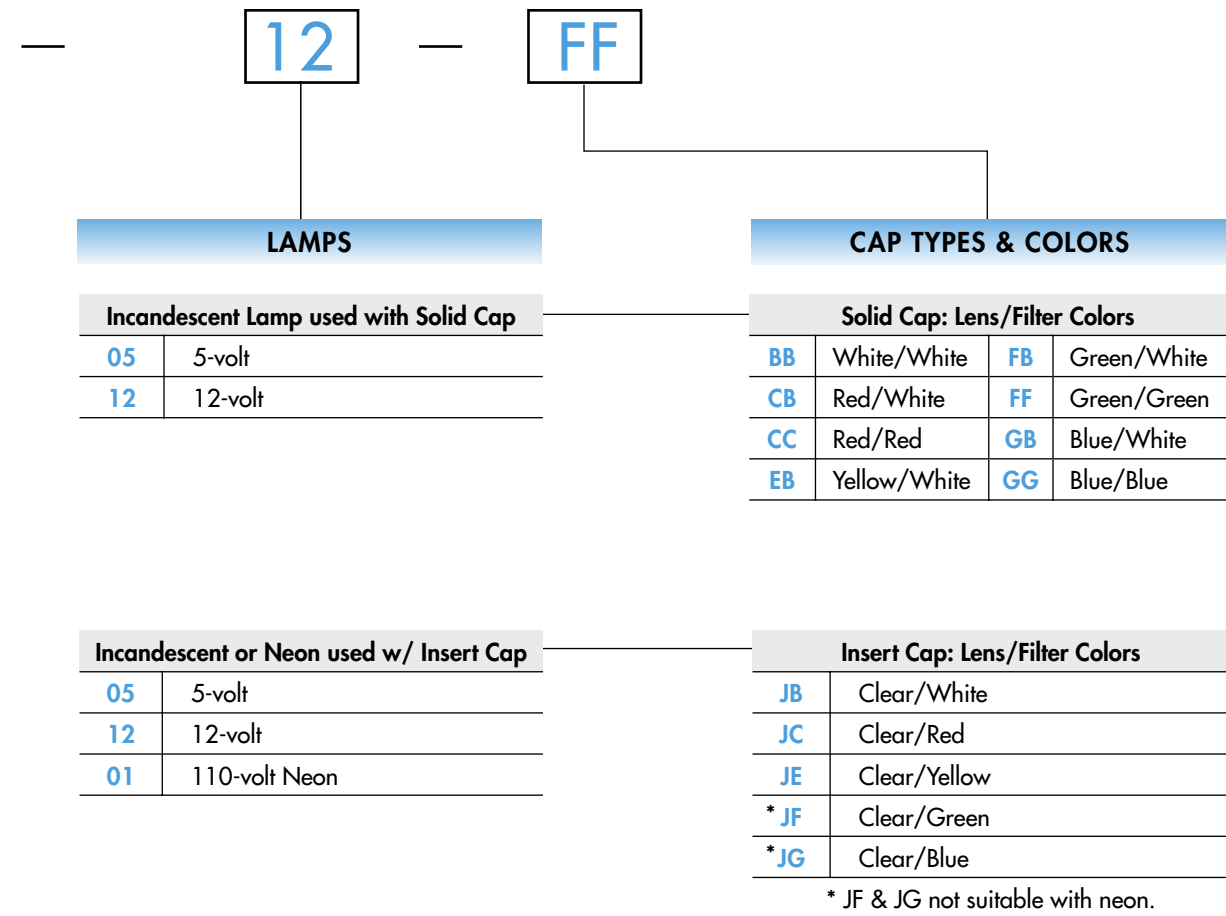 — 12 — FF
LAMPS
Incandescent Lamp used with Solid Cap
05 5-volt
12 12-volt
Incandescent or Neon used w/ Insert Cap
05 5-volt
12 12-volt
01 110-volt Neon
CAP TYPES & COLORS
Solid Cap: Lens/Filter Colors
BB White/White FB Green/White
CB Red/White FF Green/Green
CC Red/Red GB Blue/White
EB Yellow/White GG Blue/Blue
Insert Cap: Lens/Filter Colors
JB Clear/White
JC Clear/Red
JE Clear/Yellow
* JF Clear/Green
* JG Clear/Blue
* JF & JG not suitable with neon.